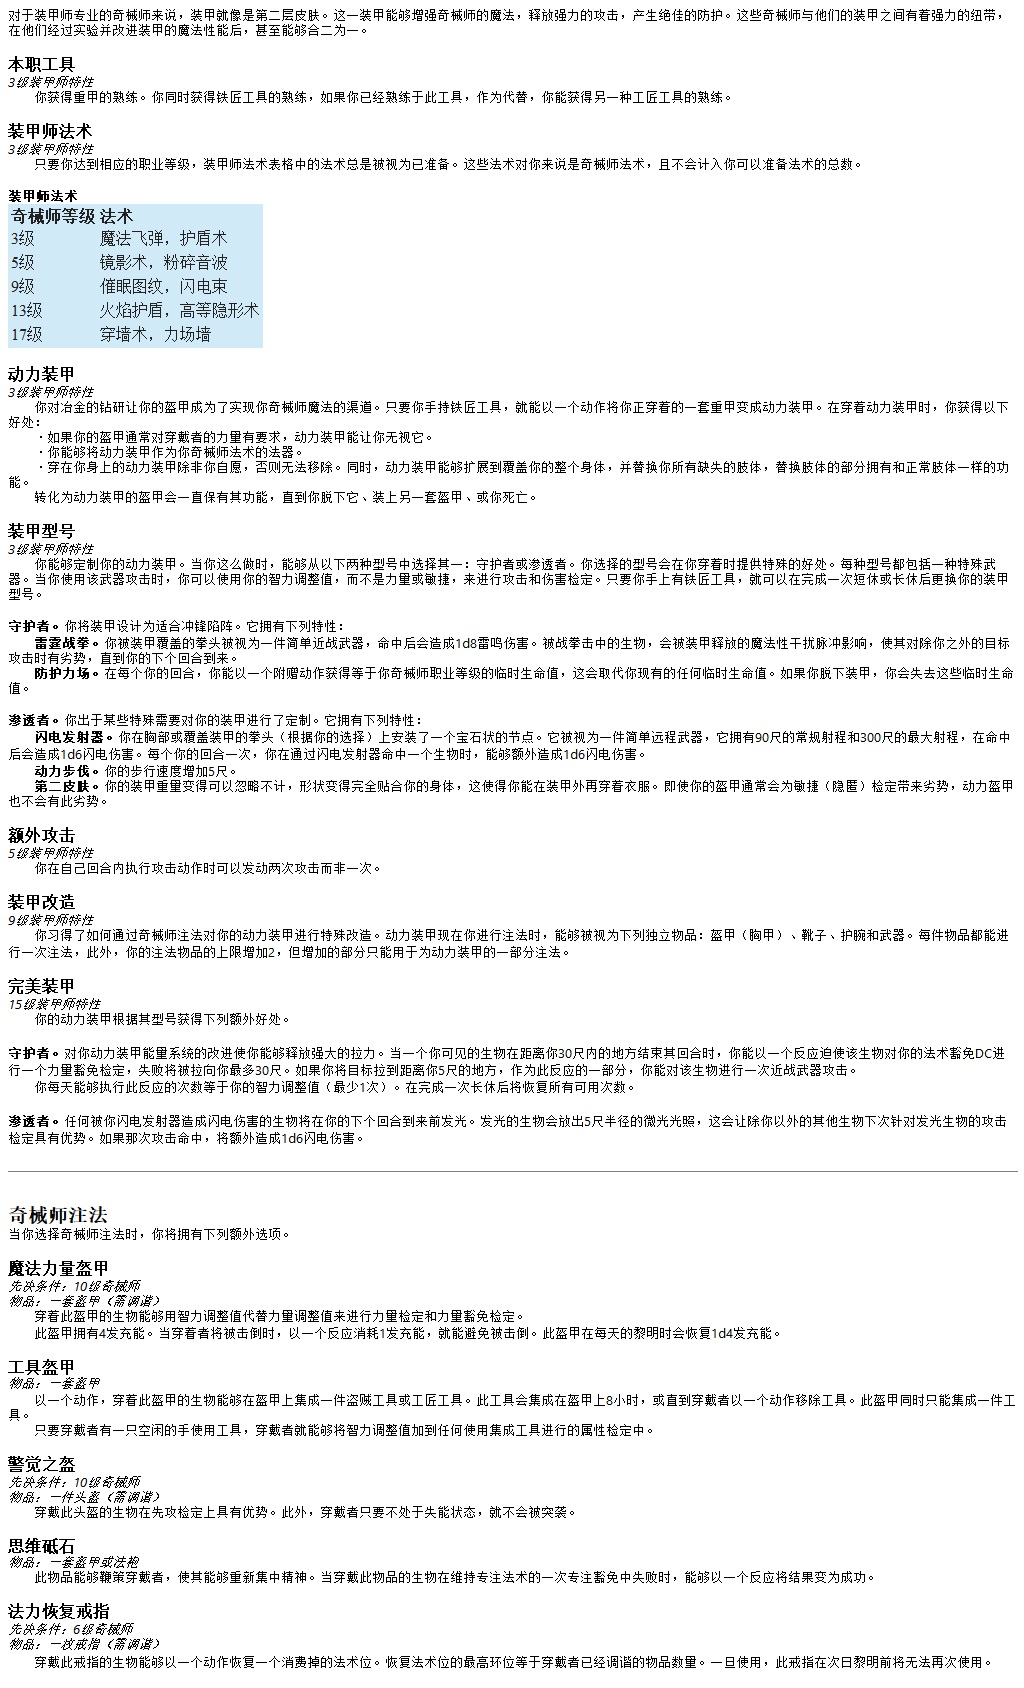 对于装甲师专业的奇械师来说，装甲就像是第二层皮肤。这一装甲能够增强奇械师的魔法，释放强力的攻击，产生绝佳的防护。这些奇械师与他们的装甲之间有着强力的纽带，
在他们经过实验并改进装甲的魔法性能后，甚至能够合二为一。
本职工具
3级装甲师特性
你获得重甲的熟练。你同时获得铁匠工具的熟练，如果你已经熟练于此工具，作为代替，你能获得另一种工匠工具的熟练。
装甲师法术
3级装甲师特性
只要你达到相应的职业等级，装甲师法术表格中的法术总是被视为已准备。这些法术对你来说是奇械师法术，且不会计入你可以准备法术的总数。
装甲师法术
奇械师等级 法术
3级 魔法飞弹，护盾术
5级 镜影术，粉碎音波
9级 催眠图纹，闪电束
13级 火焰护盾，高等隐形术
17级 穿墙术，力场墙
动力装甲
3级装甲师特性
你对冶金的钻研让你的盔甲成为了实现你奇械师魔法的渠道。只要你手持铁匠工具，就能以一个动作将你正穿着的一套重甲变成动力装甲。在穿着动力装甲时，你获得以下
好处：
·如果你的盔甲通常对穿戴者的力量有要求，动力装甲能让你无视它。
·你能够将动力装甲作为你奇械师法术的法器。
·穿在你身上的动力装甲除非你自愿，否则无法移除。同时，动力装甲能够扩展到覆盖你的整个身体，并替换你所有缺失的肢体，替换肢体的部分拥有和正常肢体一样的功
能。
转化为动力装甲的盔甲会一直保有其功能，直到你脱下它、装上另一套盔甲、或你死亡。
装甲型号
3级装甲师特性
你能够定制你的动力装甲。当你这么做时，能够从以下两种型号中选择其一：守护者或渗透者。你选择的型号会在你穿着时提供特殊的好处。每种型号都包括一种特殊武
器。当你使用该武器攻击时，你可以使用你的智力调整值，而不是力量或敏捷，来进行攻击和伤害检定。只要你手上有铁匠工具，就可以在完成一次短休或长休后更换你的装甲
型号。
守护者。你将装甲设计为适合冲锋陷阵。它拥有下列特性：
雷霆战拳。你被装甲覆盖的拳头被视为一件简单近战武器，命中后会造成1d8雷鸣伤害。被战拳击中的生物，会被装甲释放的魔法性干扰脉冲影响，使其对除你之外的目标
攻击时有劣势，直到你的下个回合到来。
防护力场。在每个你的回合，你能以一个附赠动作获得等于你奇械师职业等级的临时生命值，这会取代你现有的任何临时生命值。如果你脱下装甲，你会失去这些临时生命
值。
渗透者。你出于某些特殊需要对你的装甲进行了定制。它拥有下列特性：
闪电发射器。你在胸部或覆盖装甲的拳头（根据你的选择）上安装了一个宝石状的节点。它被视为一件简单远程武器，它拥有90尺的常规射程和300尺的最大射程，在命中
后会造成1d6闪电伤害。每个你的回合一次，你在通过闪电发射器命中一个生物时，能够额外造成1d6闪电伤害。
动力步伐。你的步行速度增加5尺。
第二皮肤。你的装甲重量变得可以忽略不计，形状变得完全贴合你的身体，这使得你能在装甲外再穿着衣服。即使你的盔甲通常会为敏捷（隐匿）检定带来劣势，动力盔甲
也不会有此劣势。
额外攻击
5级装甲师特性
你在自己回合内执行攻击动作时可以发动两次攻击而非一次。
装甲改造
9级装甲师特性
你习得了如何通过奇械师注法对你的动力装甲进行特殊改造。动力装甲现在你进行注法时，能够被视为下列独立物品：盔甲（胸甲）、靴子、护腕和武器。每件物品都能进
行一次注法，此外，你的注法物品的上限增加2，但增加的部分只能用于为动力装甲的一部分注法。
完美装甲
15级装甲师特性
你的动力装甲根据其型号获得下列额外好处。
守护者。对你动力装甲能量系统的改进使你能够释放强大的拉力。当一个你可见的生物在距离你30尺内的地方结束其回合时，你能以一个反应迫使该生物对你的法术豁免DC进
行一个力量豁免检定，失败将被拉向你最多30尺。如果你将目标拉到距离你5尺的地方，作为此反应的一部分，你能对该生物进行一次近战武器攻击。
你每天能够执行此反应的次数等于你的智力调整值（最少1次）。在完成一次长休后将恢复所有可用次数。
渗透者。任何被你闪电发射器造成闪电伤害的生物将在你的下个回合到来前发光。发光的生物会放出5尺半径的微光光照，这会让除你以外的其他生物下次针对发光生物的攻击
检定具有优势。如果那次攻击命中，将额外造成1d6闪电伤害。
奇械师注法
当你选择奇械师注法时，你将拥有下列额外选项。
魔法力量盔甲
先决条件：10级奇械师
物品：一套盔甲（需调谐）
穿着此盔甲的生物能够用智力调整值代替力量调整值来进行力量检定和力量豁免检定。
此盔甲拥有4发充能。当穿着者将被击倒时，以一个反应消耗1发充能，就能避免被击倒。此盔甲在每天的黎明时会恢复1d4发充能。
工具盔甲
物品：一套盔甲
以一个动作，穿着此盔甲的生物能够在盔甲上集成一件盗贼工具或工匠工具。此工具会集成在盔甲上8小时，或直到穿戴者以一个动作移除工具。此盔甲同时只能集成一件工
具。
只要穿戴者有一只空闲的手使用工具，穿戴者就能够将智力调整值加到任何使用集成工具进行的属性检定中。
警觉之盔
先决条件：10级奇械师
物品：一件头盔（需调谐）
穿戴此头盔的生物在先攻检定上具有优势。此外，穿戴者只要不处于失能状态，就不会被突袭。
思维砥石
物品：一套盔甲或法袍
此物品能够鞭策穿戴者，使其能够重新集中精神。当穿戴此物品的生物在维持专注法术的一次专注豁免中失败时，能够以一个反应将结果变为成功。
法力恢复戒指
先决条件：6级奇械师
物品：一枚戒指（需调谐）
穿戴此戒指的生物能够以一个动作恢复一个消费掉的法术位。恢复法术位的最高环位等于穿戴者已经调谐的物品数量。一旦使用，此戒指在次日黎明前将无法再次使用。